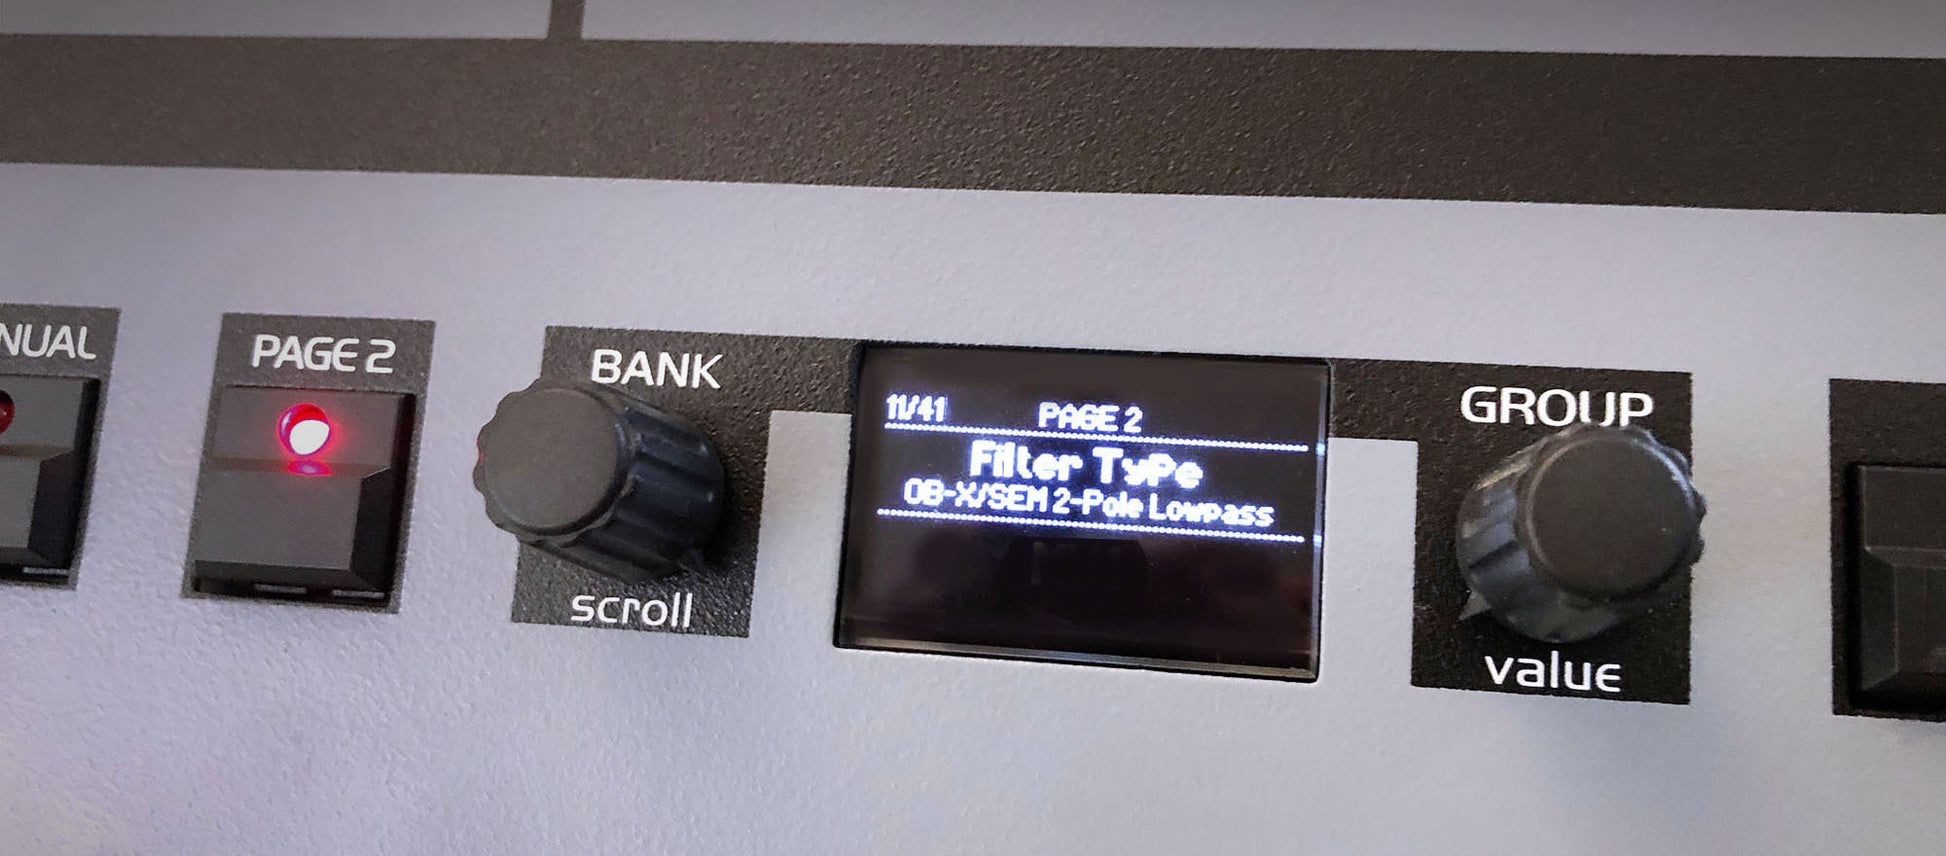 NUAL
PAGE 2
BANK
scroll
11/41 PAGE 2
Filter Type
OB-X/SEM 2-Pole Lowpass
GROUP
value